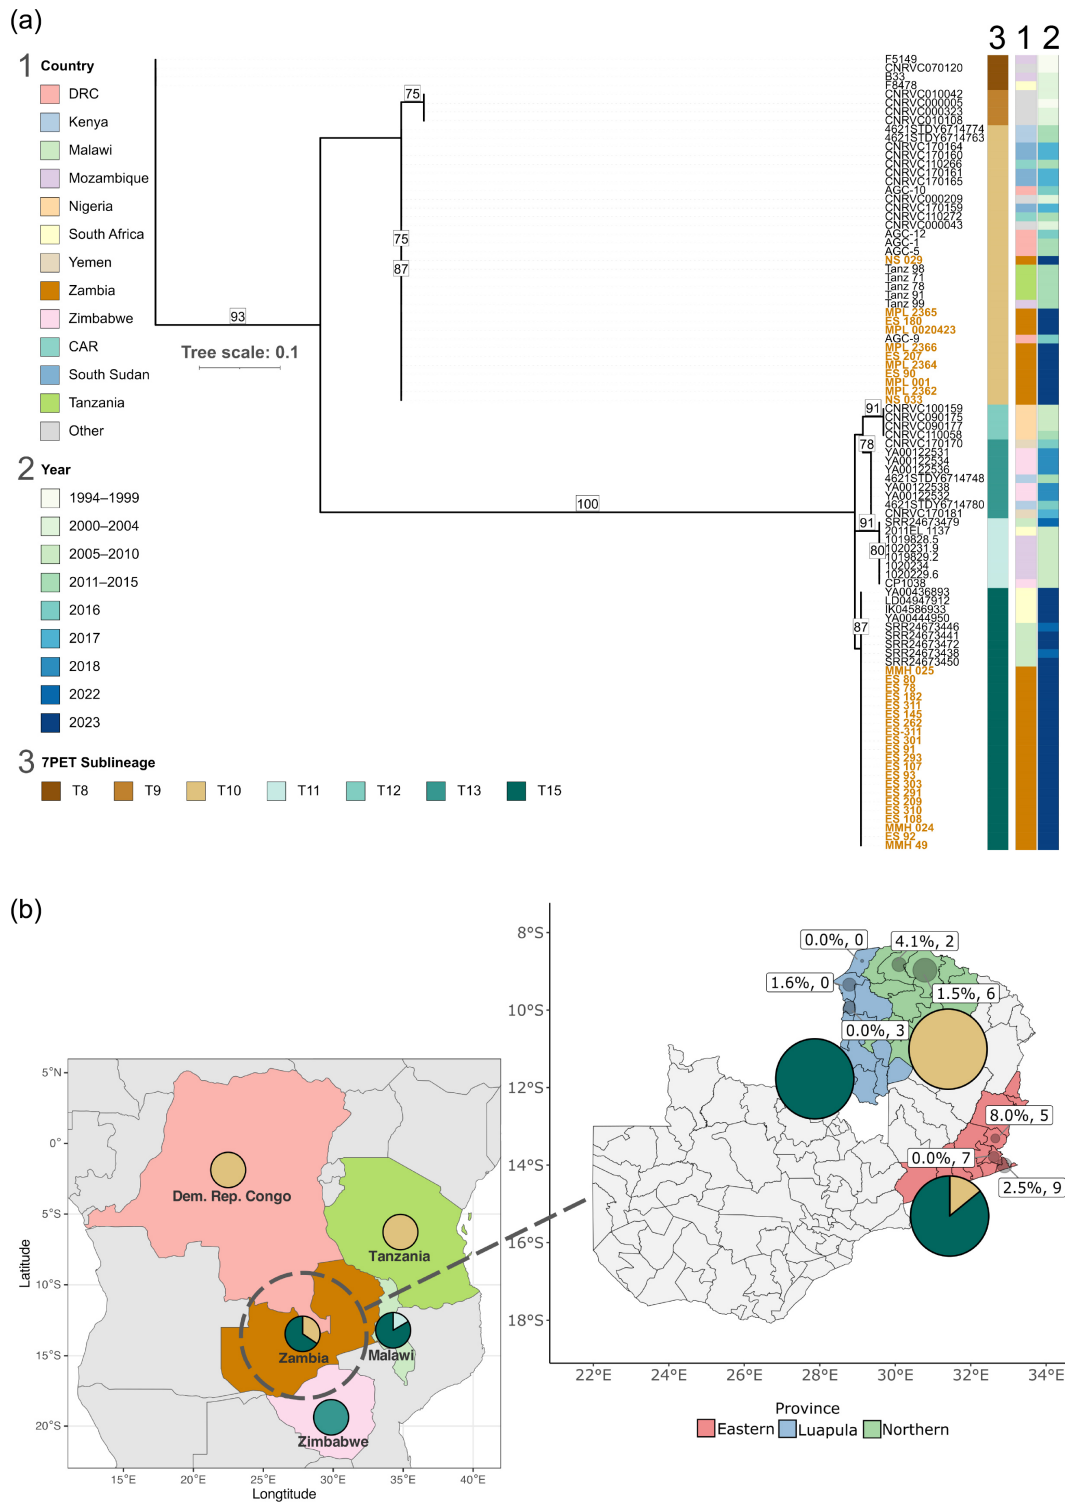 (a)
3 1 2
1 Country
DRC
Kenya
Malawi
Mozambique
Nigeria
South Africa
Yemen
Zambia
Zimbabwe
CAR
South Sudan
Tanzania
Other
2 Year
1994–1999
2000–2004
2005–2010
2011–2015
2016
2017
2018
2022
2023
3 7PET Sublineage
T8 T9 T10 T11 T12 T13 T15
75
75
87
93
Tree scale: 0.1
100
91
78
91
80
87
F5149
CNRVC070120
B33
F8478
CNRVC010042
CNRVC000005
CNRVC000323
CNRVC010108
4621STDY6714774
4621STDY6714763
CNRVC170164
CNRVC170160
CNRVC110266
CNRVC170161
CNRVC170165
AGC-10
CNRVC000209
CNRVC170159
CNRVC110272
CNRVC000043
AGC-12
AGC-1
AGC-5
NS 029
Tanz 98
Tanz 71
Tanz 78
Tanz 91
Tanz 99
MPL 2365
ES 180
MPL 0020423
AGC-9
MPL 2366
ES 207
MPL 2364
ES 90
MPL 001
MPL 2362
NS 033
CNRVC100159
CNRVC090175
CNRVC090177
CNRVC110058
CNRVC170170
YA00122531
YA00122534
YA00122536
4621STDY6714748
YA00122538
YA00122532
4621STDY6714780
CNRVC170181
SRR24673479
2011EL 1137
1019828.5
1020231.9
1019829.2
1020234
1020229.6
CP1038
YA00436893
LD04947912
IK04586933
YA00444950
SRR24673446
SRR24673441
SRR24673472
SRR24673438
SRR24673450
MMH 025
ES 80
ES 78
ES 182
ES 311
ES 145
ES 262
ES-311
ES 301
ES 91
ES 293
ES 107
ES 93
ES 303
ES 291
ES 209
ES 310
ES 108
MMH 024
ES 92
MMH 49
(b)
5°N
0°
5°S
10°S
15°S
20°S
Latitude
Dem. Rep. Congo
Tanzania
Zambia
Malawi
Zimbabwe
15°E 20°E 25°E 30°E 35°E 40°E
Longtitude
8°S
10°S
12°S
14°S
16°S
18°S
0.0%, 0
4.1%, 2
1.6%, 0
1.5%, 6
0.0%, 3
8.0%, 5
0.0%, 7
2.5%, 9
22°E 24°E 26°E 28°E 30°E 32°E 34°E
Province
Eastern Luapula Northern